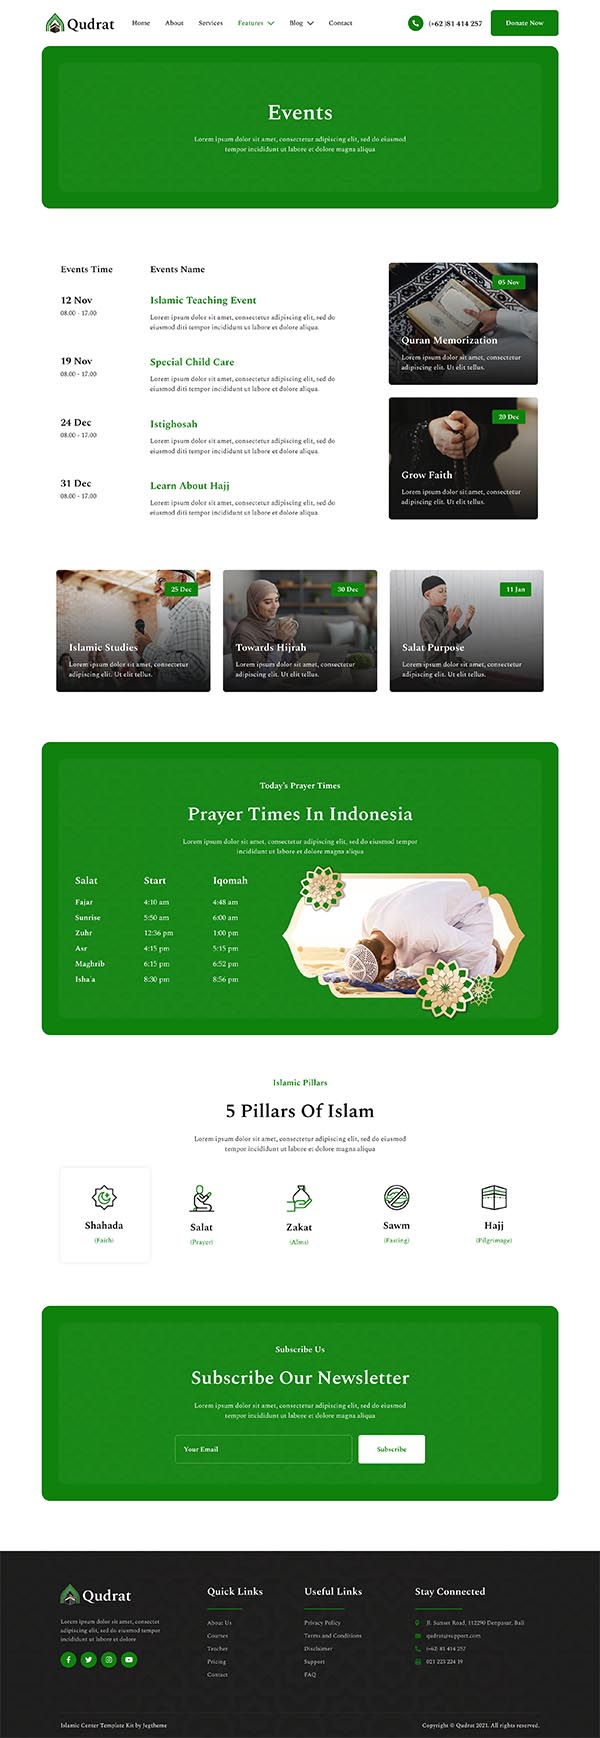 Qudrat
Home About Services Features Blog Contact
(+62 )81 414 257
Donate Now
Events
Lorem ipsum dolor sit amet, consectetur adipiscing elit, sed do eiusmod
tempor incididunt ut labore et dolore magna aliqua
Events Time
Events Name
12 Nov
08.00 - 17.00
Islamic Teaching Event
Lorem ipsum dolor sit amet, consectetur adipiscing elit, sed do
eiusmod diti tempor incididunt ut labore et dolore aliqua.
19 Nov
08.00 - 17.00
Special Child Care
Lorem ipsum dolor sit amet, consectetur adipiscing elit, sed do
eiusmod diti tempor incididunt ut labore et dolore aliqua.
24 Dec
08.00 - 17.00
Istighosah
Lorem ipsum dolor sit amet, consectetur adipiscing elit, sed do
eiusmod diti tempor incididunt ut labore et dolore aliqua.
31 Dec
08.00 - 17.00
Learn About Hajj
Lorem ipsum dolor sit amet, consectetur adipiscing elit, sed do
eiusmod diti tempor incididunt ut labore et dolore aliqua.
05 Nov
Quran Memorization
Lorem ipsum dolor sit amet, consectetur
adipiscing elit. Ut elit tellus.
20 Dec
Grow Faith
Lorem ipsum dolor sit amet, consectetur
adipiscing elit. Ut elit tellus.
25 Dec
Islamic Studies
Lorem ipsum dolor sit amet, consectetur
adipiscing elit. Ut elit tellus.
30 Dec
Towards Hijrah
Lorem ipsum dolor sit amet, consectetur
adipiscing elit. Ut elit tellus.
11 Jan
Salat Purpose
Lorem ipsum dolor sit amet, consectetur
adipiscing elit. Ut elit tellus.
Today's Prayer Times
Prayer Times In Indonesia
Lorem ipsum dolor sit amet, consectetur adipiscing elit, sed do eiusmod tempor
incididunt ut labore et dolore magna aliqua
Salat Start Iqomah
Fajar 4:10 am 4:48 am
Sunrise 5:50 am 6:00 am
Zuhr 12:36 pm 1:00 pm
Asr 4:15 pm 5:15 pm
Maghrib 6:15 pm 6:52 pm
Isha'a 8:30 pm 8:56 pm
Islamic Pillars
5 Pillars Of Islam
Lorem ipsum dolor sit amet, consectetur adipiscing elit, sed do eiusmod
tempor incididunt ut labore et dolore magna aliqua
Shahada
(Faith)
Salat
(Prayer)
Zakat
(Alms)
Sawm
(Fasting)
Hajj
(Pilgrimage)
Subscribe Us
Subscribe Our Newsletter
Lorem ipsum dolor sit amet, consectetur adipiscing elit, sed do eiusmod
tempor incididunt ut labore et dolore magna aliqua
Your Email
Subscribe
Qudrat
Lorem ipsum dolor sit amet, consectetur
adipiscing elit, sed do eiusmod tempor
incididunt ut labore et dolore
Quick Links
About Us
Courses
Teacher
Pricing
Contact
Useful Links
Privacy Policy
Terms and Conditions
Disclaimer
Support
FAQ
Stay Connected
Jl. Sunset Road, 112290 Denpasar, Bali
qudrat@support.com
(+62) 81 414 257
021 223 224 19
Islamic Center Template Kit by Jegtheme
Copyright © Qudrat 2021. All rights reserved.